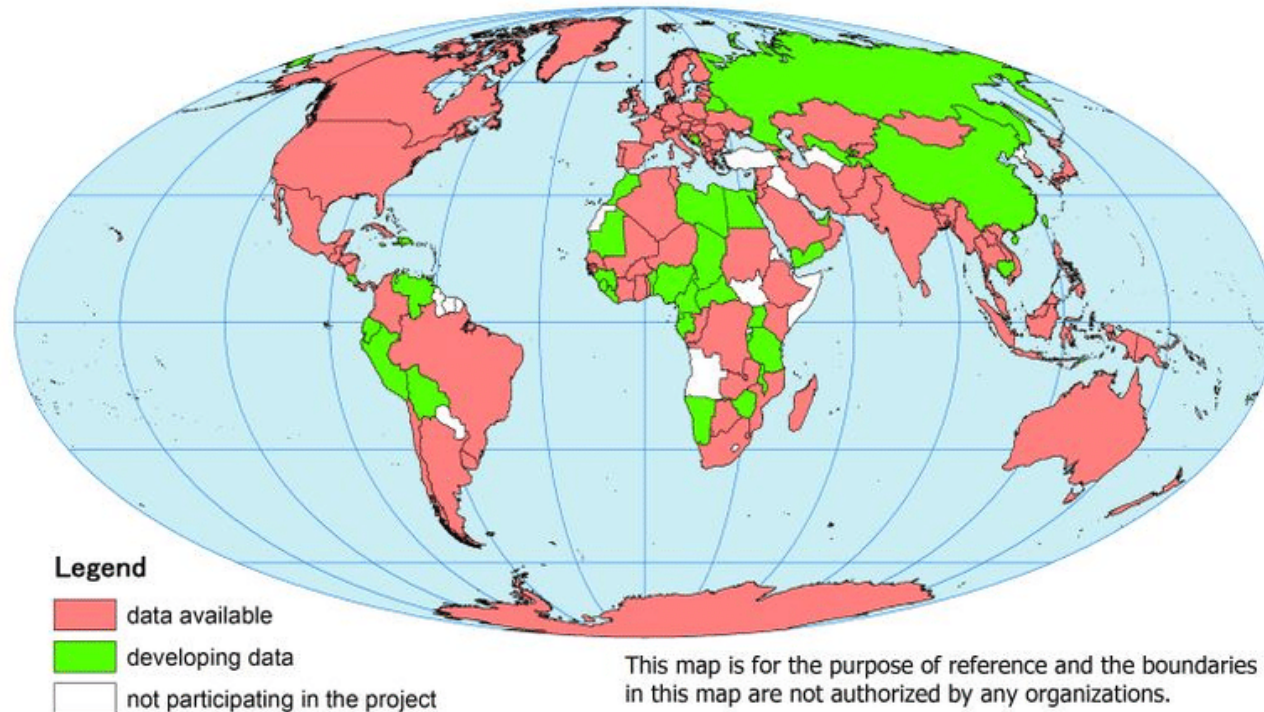 Legend
data available
developing data
not participating in the project
This map is for the purpose of reference and the boundaries
in this map are not authorized by any organizations.